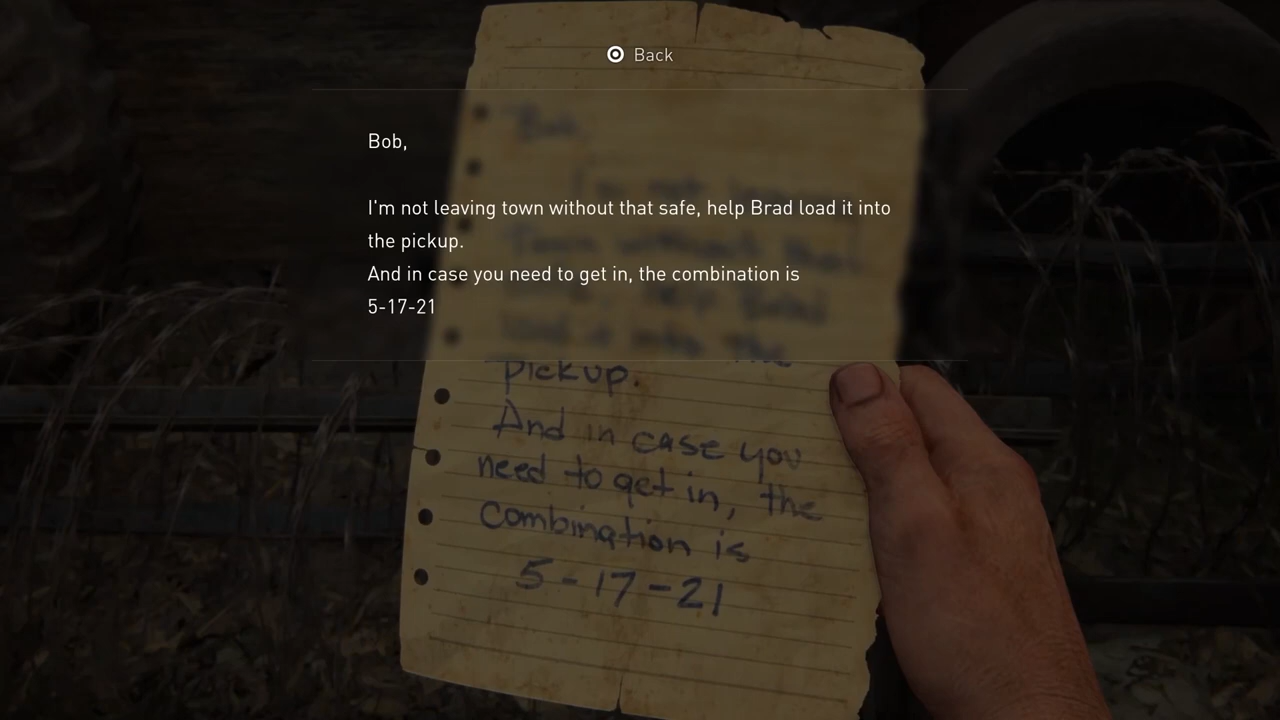 Back
Bob,
I'm not leaving town without that safe, help Brad load it into
the pickup.
And in case you need to get in, the combination is
5-17-21
pickup.
And in case you
need to get in, the
combination is
5-17-21